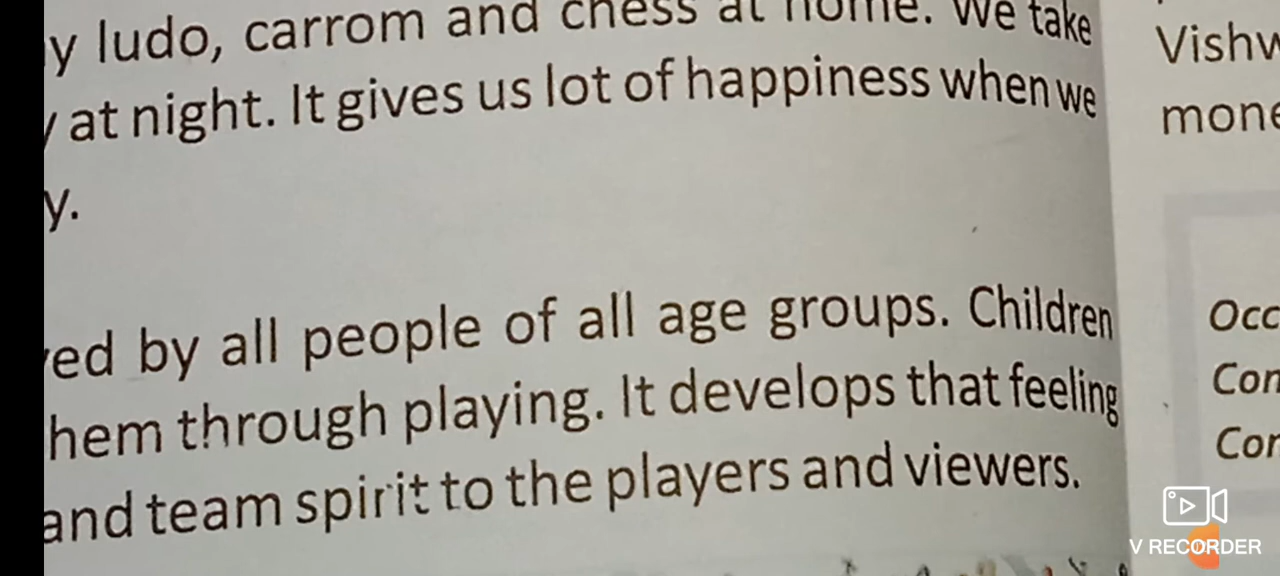 y ludo, carrom and chess at home. We take
at night. It gives us lot of happiness when we
y.
ed by all people of all age groups. Children
hem through playing. It develops that feeling
and team spirit to the players and viewers.
Vishw
mone
Occ
Con
Cor
V RECORDER